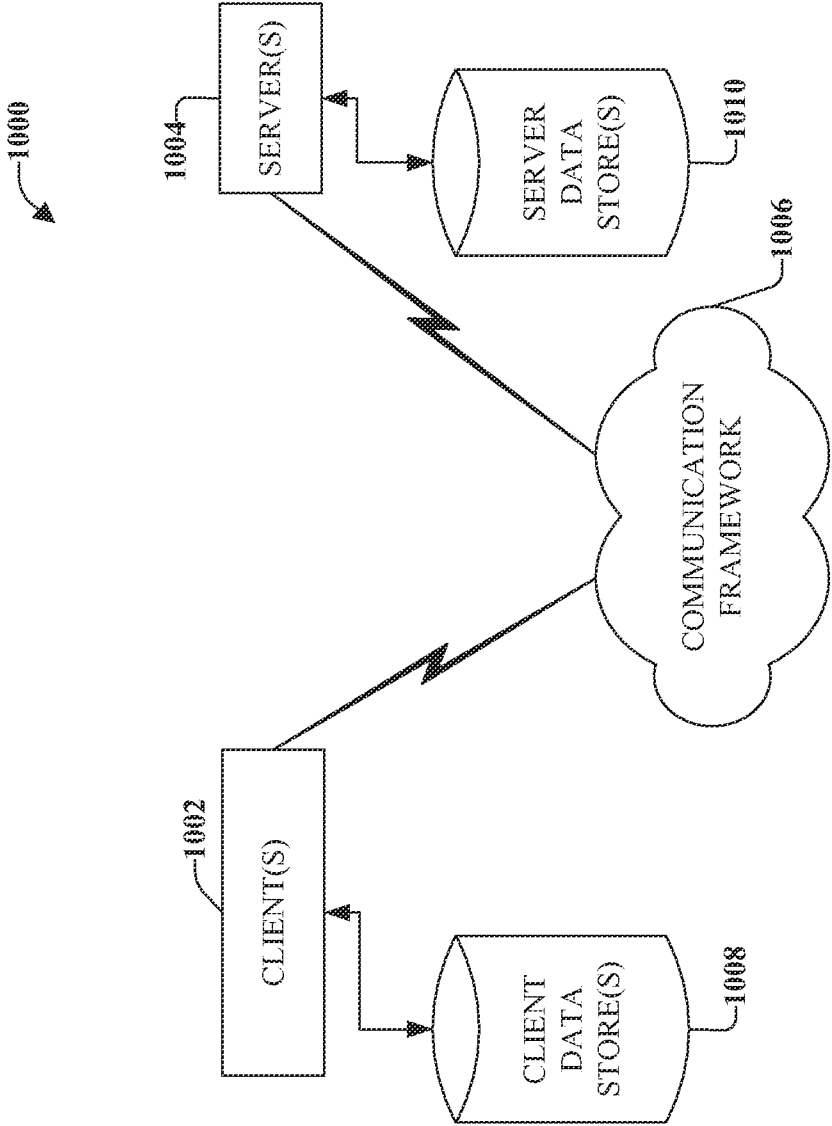 1000
1002
1004
CLIENT(S)
SERVER(S)
CLIENT
DATA
STORE(S)
SERVER
DATA
STORE(S)
1008
1010
1006
COMMUNICATION
FRAMEWORK